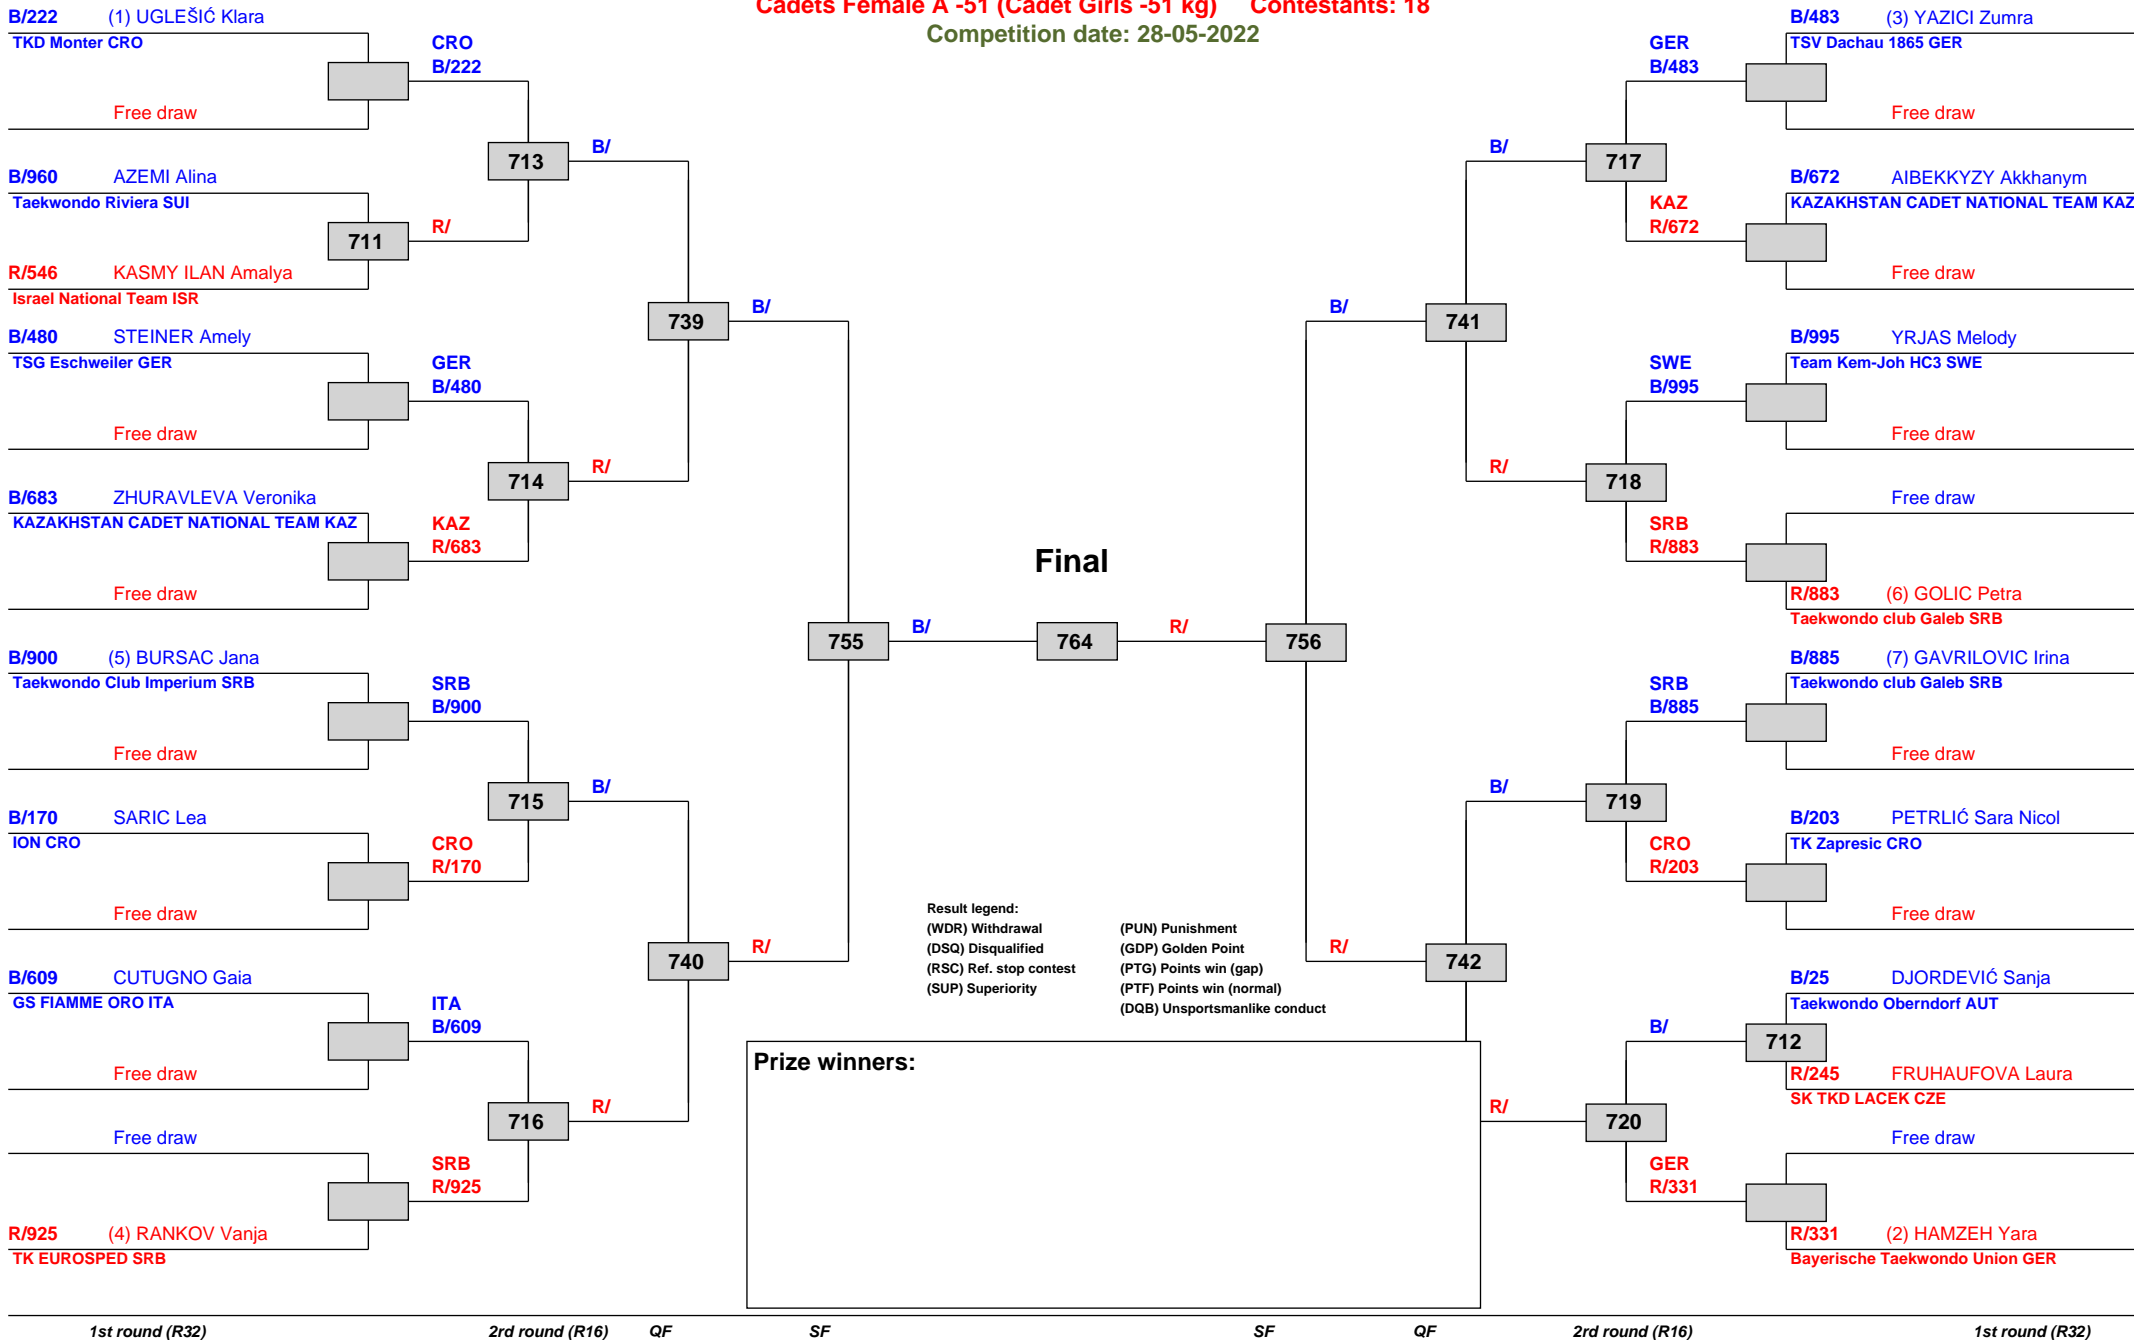 Cadets Female A -51 (Cadet Girls -51 kg) Contestants: 18
Competition date: 28-05-2022
B/222 (1) UGLEŠIĆ Klara
TKD Monter CRO
Free draw
CRO
B/222
B/960 AZEMI Alina
Taekwondo Riviera SUI
711
R/
R/546 KASMY ILAN Amalya
Israel National Team ISR
713
B/
B/480 STEINER Amely
TSG Eschweiler GER
Free draw
GER
B/480
714
R/
B/683 ZHURAVLEVA Veronika
KAZAKHSTAN CADET NATIONAL TEAM KAZ
Free draw
KAZ
R/683
739
B/
B/900 (5) BURSAC Jana
Taekwondo Club Imperium SRB
Free draw
SRB
B/900
715
B/
B/170 SARIC Lea
ION CRO
Free draw
CRO
R/170
740
R/
B/609 CUTUGNO Gaia
GS FIAMME ORO ITA
Free draw
ITA
B/609
716
R/
Free draw
SRB
R/925
R/925 (4) RANKOV Vanja
TK EUROSPED SRB
755
B/
Final
764
R/
756
B/
R/
B/483 (3) YAZICI Zumra
TSV Dachau 1865 GER
Free draw
GER
B/483
717
B/
B/672 AIBEKKYZY Akkhanym
KAZAKHSTAN CADET NATIONAL TEAM KAZ
Free draw
KAZ
R/672
741
B/995 YRJAS Melody
Team Kem-Joh HC3 SWE
Free draw
SWE
B/995
718
R/
Free draw
SRB
R/883
R/883 (6) GOLIC Petra
Taekwondo club Galeb SRB
B/885 (7) GAVRILOVIC Irina
Taekwondo club Galeb SRB
Free draw
SRB
B/885
719
B/
B/203 PETRLIĆ Sara Nicol
TK Zapresic CRO
Free draw
CRO
R/203
742
B/25 DJORDEVIĆ Sanja
Taekwondo Oberndorf AUT
712
B/
R/245 FRUHAUFOVA Laura
SK TKD LACEK CZE
720
R/
Free draw
GER
R/331
R/331 (2) HAMZEH Yara
Bayerische Taekwondo Union GER
Result legend:
(WDR) Withdrawal (PUN) Punishment
(DSQ) Disqualified (GDP) Golden Point
(RSC) Ref. stop contest (PTG) Points win (gap)
(SUP) Superiority (PTF) Points win (normal)
(DQB) Unsportsmanlike conduct
Prize winners:
1st round (R32) 2rd round (R16) QF SF SF QF 2rd round (R16) 1st round (R32)